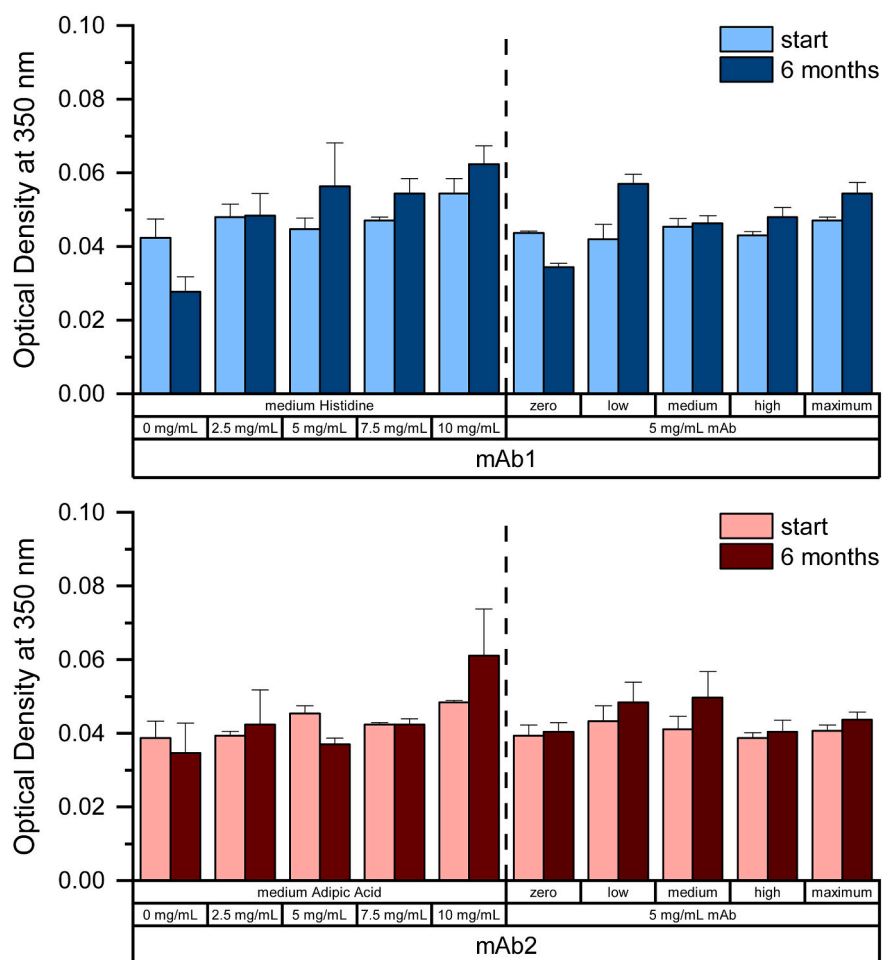 Optical Density at 350 nm
0.10
0.08
0.06
0.04
0.02
0.00
start
6 months
medium Histidine
zero low medium high maximum
0 mg/mL 2.5 mg/mL 5 mg/mL 7.5 mg/mL 10 mg/mL 5 mg/mL mAb
mAb1
Optical Density at 350 nm
0.10
0.08
0.06
0.04
0.02
0.00
start
6 months
medium Adipic Acid
zero low medium high maximum
0 mg/mL 2.5 mg/mL 5 mg/mL 7.5 mg/mL 10 mg/mL 5 mg/mL mAb
mAb2